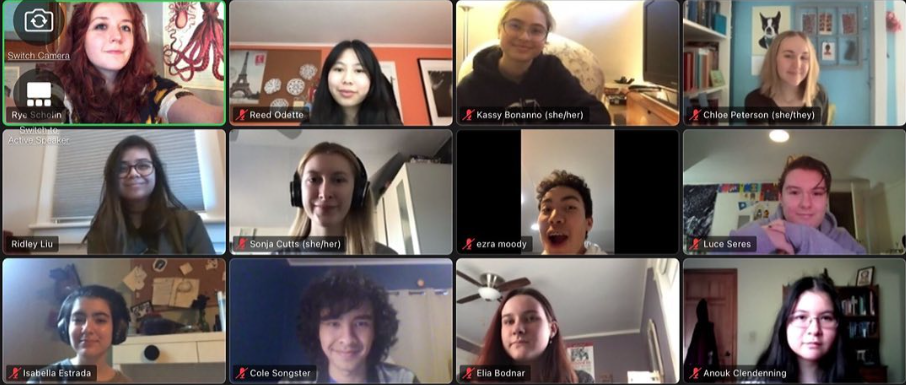 Switch Camera
Rye Scholin
Reed Odette
Kassy Bonanno (she/her)
Chloe Peterson (she/they)
Switch to
Active Speaker
Ridley Liu
Sonja Cutts (she/her)
ezra moody
Luce Seres
Isabella Estrada
Cole Songster
Elia Bodnar
Anouk Clendenning